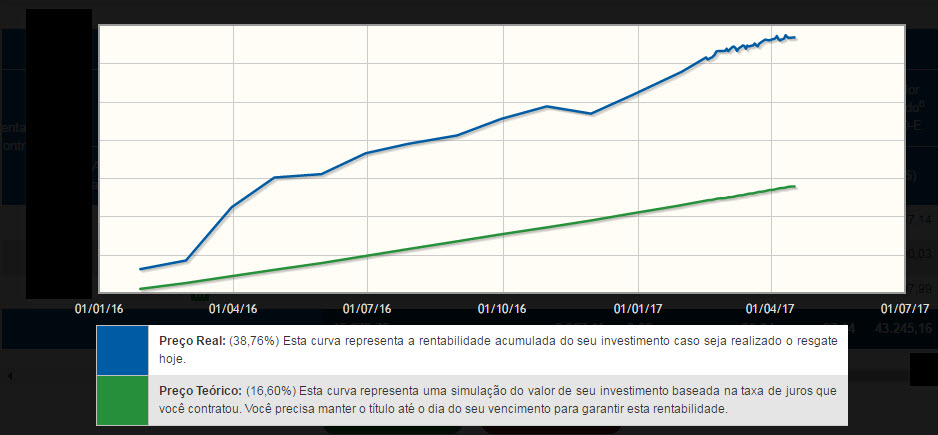 01/01/16 01/04/16 01/07/16 01/10/16 01/01/17 01/04/17 01/07/17
43.245,16
Preço Real: (38,76%) Esta curva representa a rentabilidade acumulada do seu investimento caso seja realizado o resgate
hoje.
Preço Teórico: (16,60%) Esta curva representa uma simulação do valor de seu investimento baseada na taxa de juros que
você contratou. Você precisa manter o título até o dia do seu vencimento para garantir esta rentabilidade.